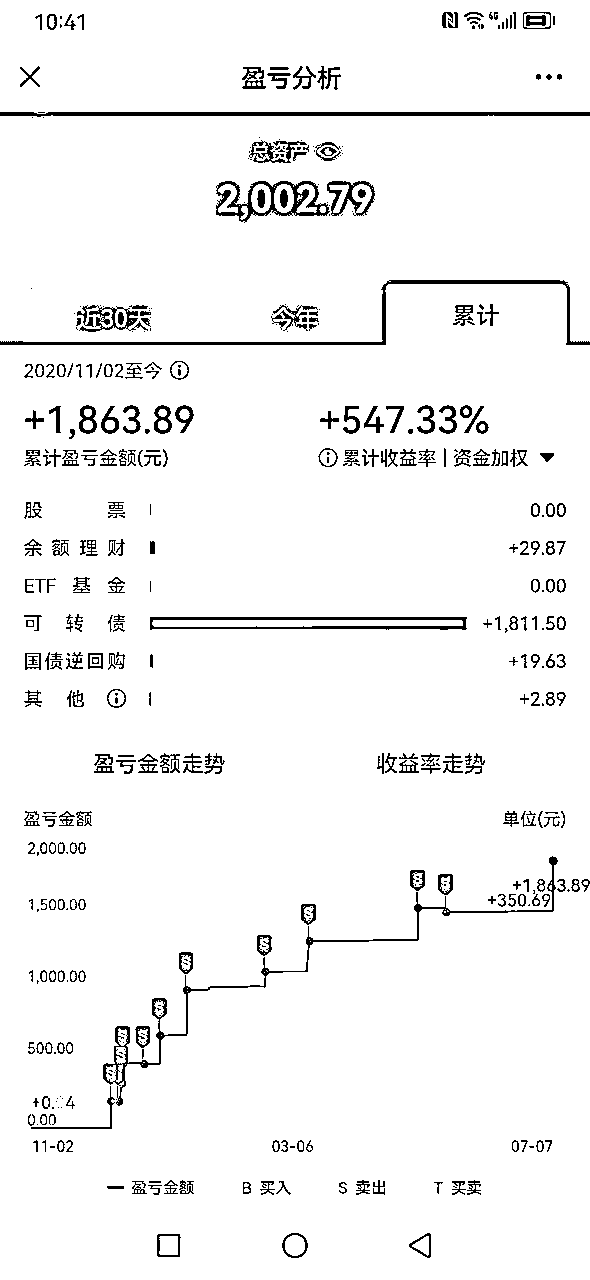 10:41
盈亏分析
总资产
2,002.79
近30天 今年 累计
2020/11/02至今
+1,863.89 +547.33%
累计盈亏金额(元) 累计收益率 | 资金加权
股票 0.00
余额理财 +29.87
ETF基金 0.00
可转债 +1,811.50
国债逆回购 +19.63
其他 +2.89
盈亏金额走势 收益率走势
盈亏金额 单位(元)
2,000.00
+1,863.89
+350.69
1,500.00
1,000.00
500.00
0.00
11-02 03-06 07-07
盈亏金额 B 买入 S 卖出 T 买卖